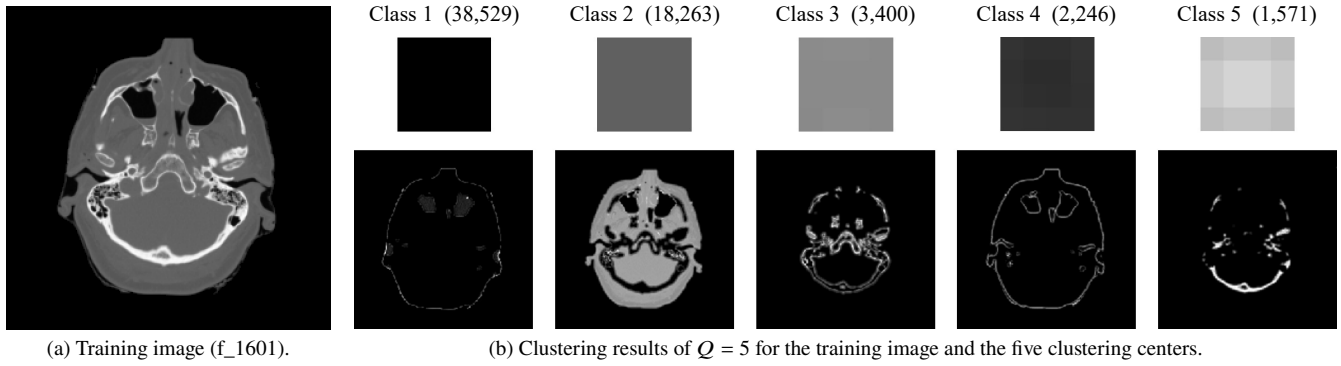 Class 1 (38,529) Class 2 (18,263) Class 3 (3,400) Class 4 (2,246) Class 5 (1,571)
(a) Training image (f_1601).
(b) Clustering results of Q = 5 for the training image and the five clustering centers.